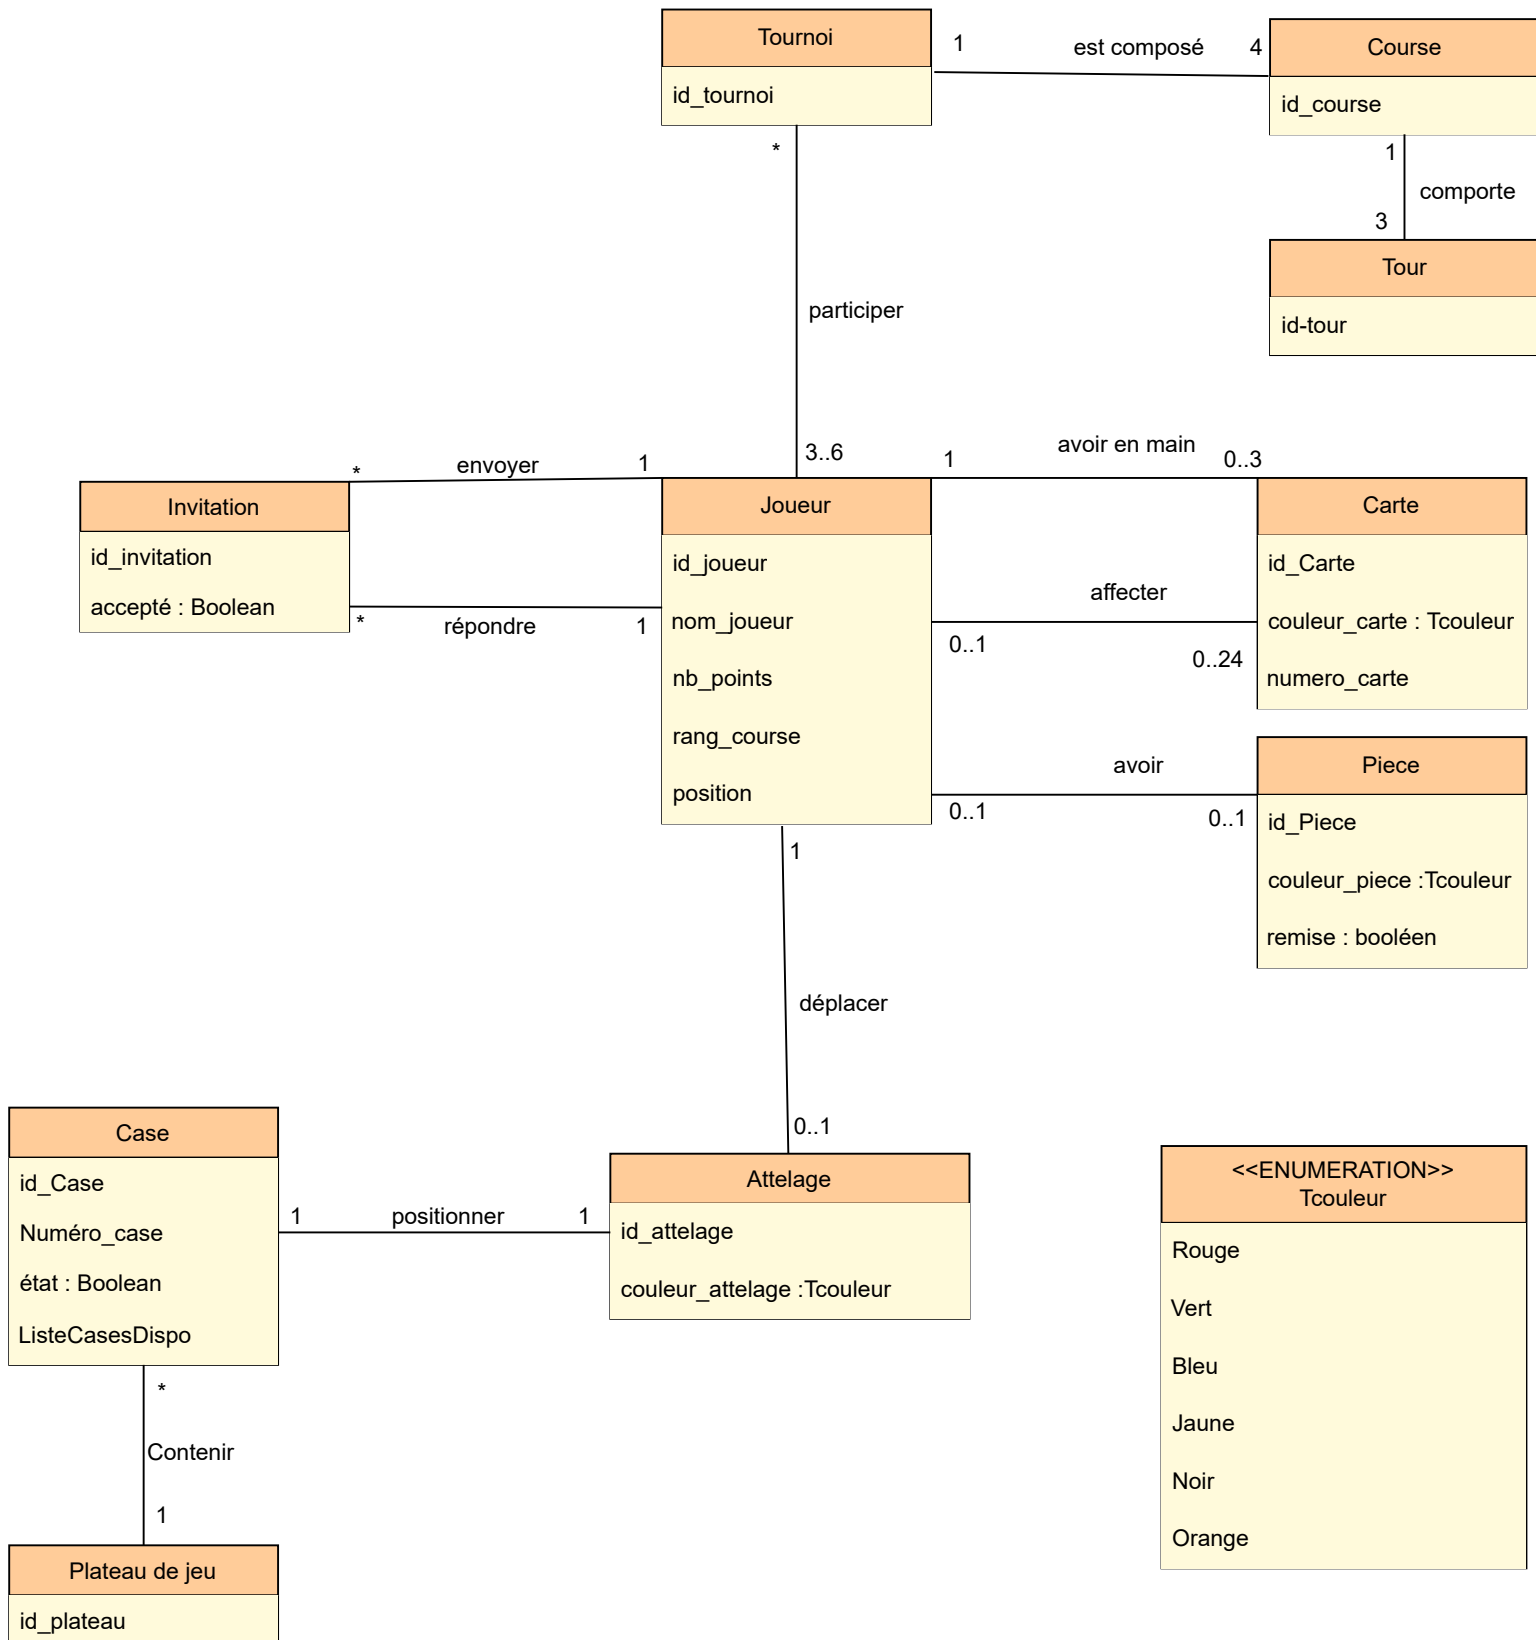 Tournoi
id_tournoi
1
est composé
4
Course
id_course
1
comporte
3
Tour
id-tour
*
participer
3..6
*
envoyer
1
1
avoir en main
0..3
Invitation
id_invitation
accepté : Boolean
*
répondre
1
Joueur
id_joueur
nom_joueur
nb_points
rang_course
position
affecter
0..1
0..24
Carte
id_Carte
couleur_carte : Tcouleur
numero_carte
avoir
0..1
0..1
Piece
id_Piece
couleur_piece :Tcouleur
remise : booléen
1
déplacer
0..1
Case
id_Case
Numéro_case
état : Boolean
ListeCasesDispo
1
positionner
1
Attelage
id_attelage
couleur_attelage :Tcouleur
<<ENUMERATION>>
Tcouleur
Rouge
Vert
Bleu
Jaune
Noir
Orange
*
Contenir
1
Plateau de jeu
id_plateau